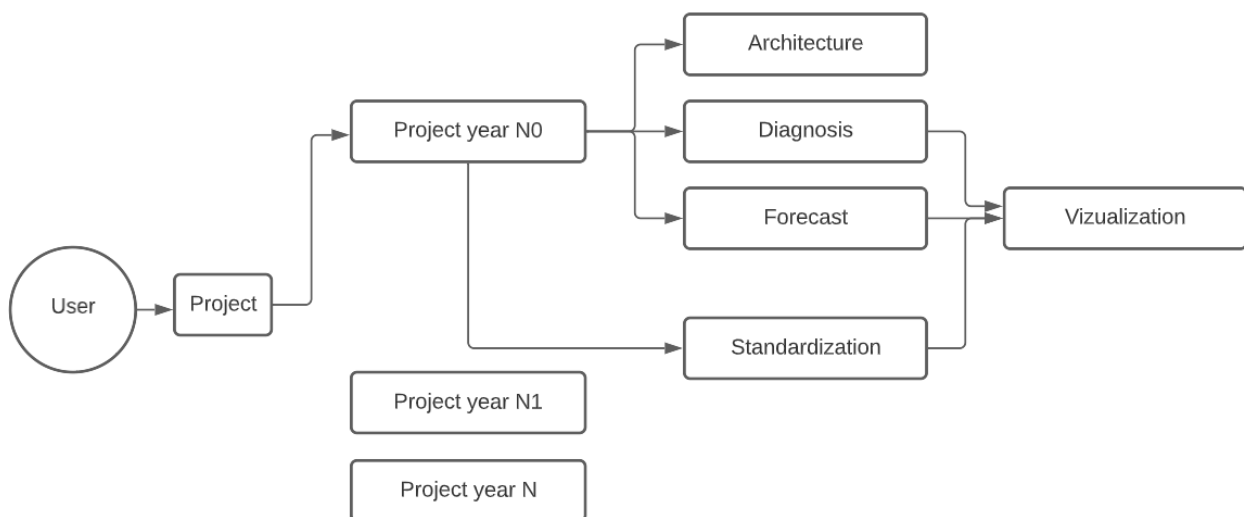 Architecture
Project year N0
Diagnosis
Forecast
Vizualization
User
Project
Standardization
Project year N1
Project year N